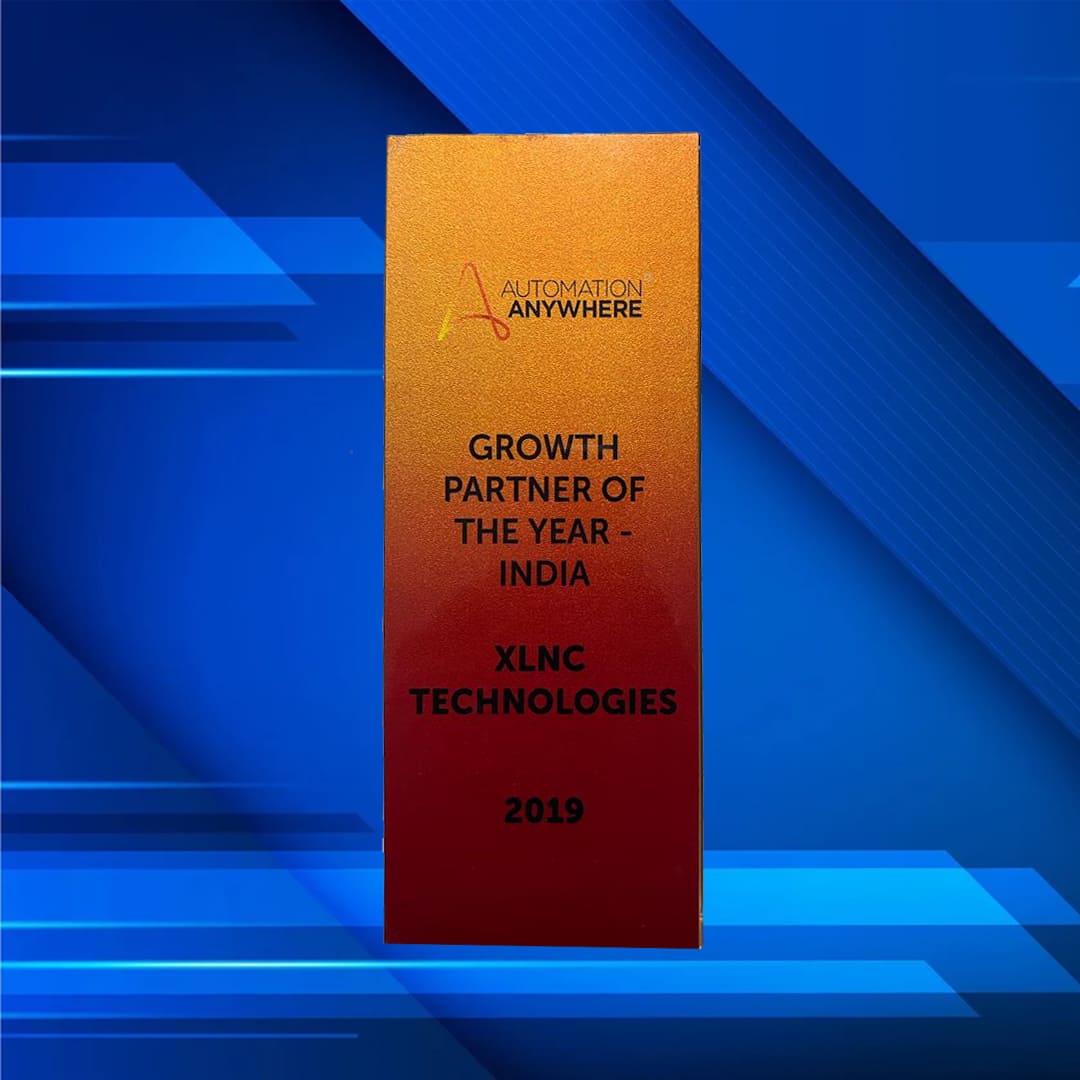 AUTOMATION
ANYWHERE
GROWTH
PARTNER OF
THE YEAR -
INDIA
XLNC
TECHNOLOGIES
2019